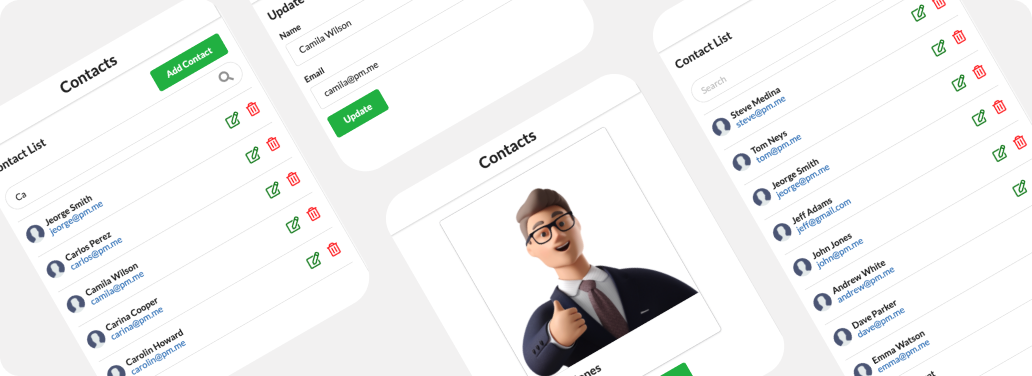 Contacts
Add Contact
ontact List
Ca
Jeorge Smith
jeorge@pm.me
Carlos Perez
carlos@pm.me
Camila Wilson
camila@pm.me
Carina Cooper
carina@pm.me
Carolin Howard
carolin@pm.me
Update
Name
Camila Wilson
Email
camila@pm.me
Update
Contacts
ones
Contact List
Search
Steve Medina
steve@pm.me
Tom Neys
tom@pm.me
Jeorge Smith
jeorge@pm.me
Jeff Adams
jeff@gmail.com
John Jones
john@pm.me
Andrew White
andrew@pm.me
Dave Parker
dave@pm.me
Emma Watson
emma@pm.me